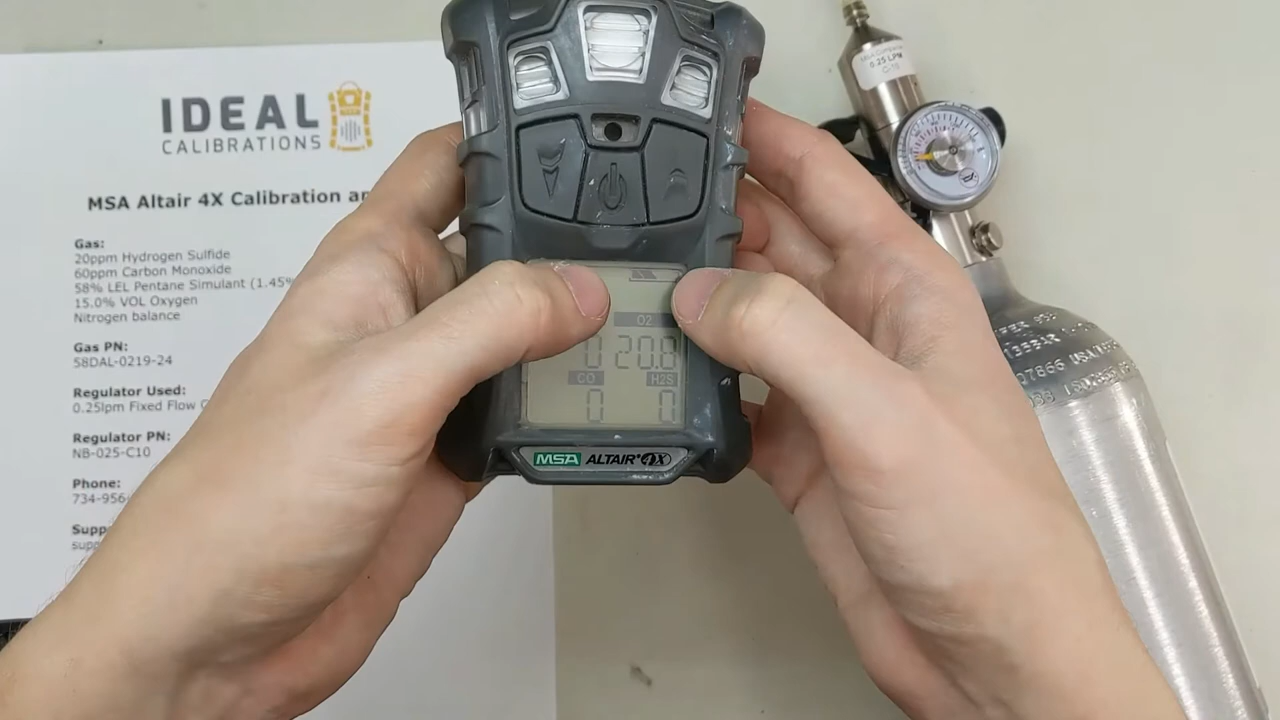 IDEAL
CALIBRATIONS
MSA Altair 4X Calibration
Gas:
20ppm Hydrogen Sulfide
60ppm Carbon Monoxide
58% LEL Pentane Simulant (1.45%
15.0% VOL Oxygen
Nitrogen balance
Gas PN:
58DAL-0219-24
Regulator Used:
0.25lpm Fixed Flow
Regulator PN:
NB-025-C10
Phone:
734-956-
O2
0 20.8
CO H2S
0 0
MSA ALTAIR 4X
0.25 LPM
C-10